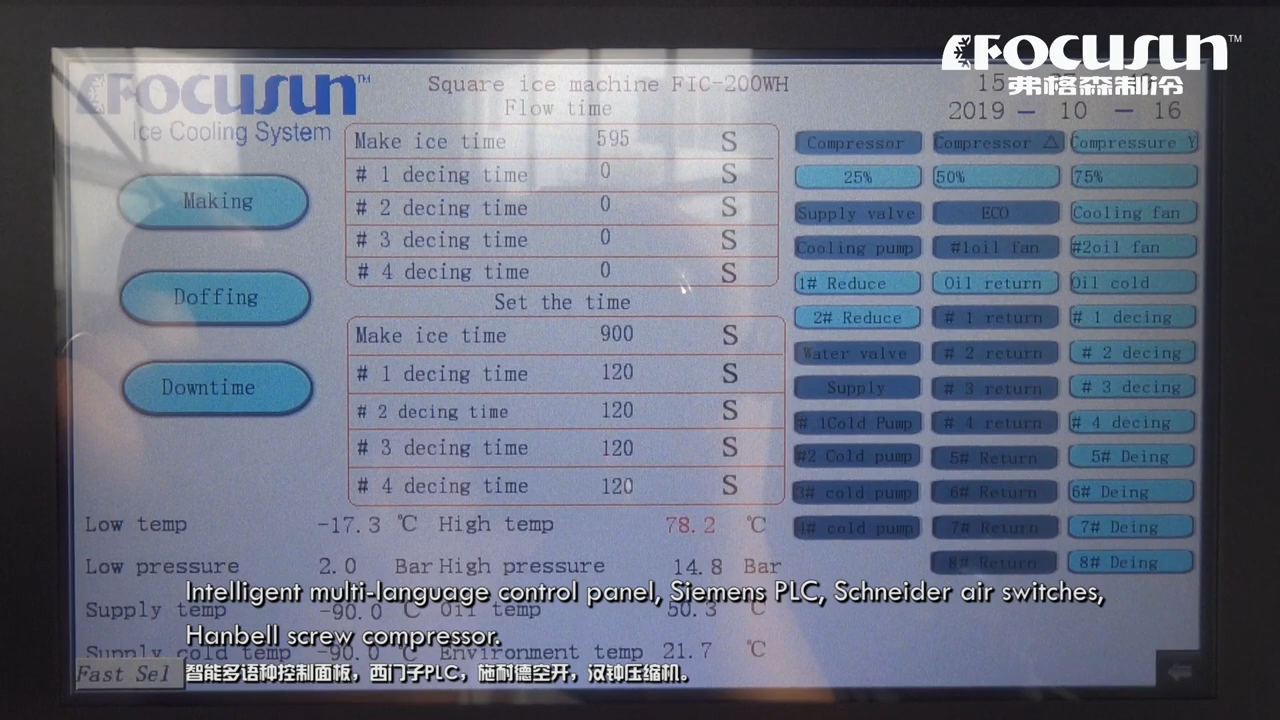 FOCUSUN™
弗格森制冷
FOCUSUN™
Ice Cooling System
Square ice machine FIC-200WH
15
2019 - 10 - 16
Flow time
Make ice time 595 S
# 1 decing time 0 S
# 2 decing time 0 S
# 3 decing time 0 S
# 4 decing time 0 S
Set the time
Make ice time 900 S
# 1 decing time 120 S
# 2 decing time 120 S
# 3 decing time 120 S
# 4 decing time 120 S
Making
Doffing
Downtime
Compressor Compressor △ Compressure Y
25% 50% 75%
Supply valve ECO Cooling fan
Cooling pump #1oil fan #2oil fan
1# Reduce Oil return Oil cold
2# Reduce # 1 return # 1 decing
Water valve # 2 return # 2 decing
Supply # 3 return # 3 decing
# 1Cold Pump # 4 return # 4 decing
#2 Cold pump 5# Return 5# Deing
3# cold pump 6# Return 6# Deing
4# cold pump 7# Return 7# Deing
8# Return 8# Deing
Low temp -17.3 ℃ High temp 78.2 ℃
Low pressure 2.0 Bar High pressure 14.8 Bar
Supply temp -90.0 ℃ Oil temp 50.3 ℃
Supply cold temp -90.0 ℃ Environment temp 21.7 ℃
Fast Sel
Intelligent multi-language control panel, Siemens PLC, Schneider air switches,
Hanbell screw compressor.
智能多语种控制面板，西门子PLC，施耐德空开，汉钟压缩机。